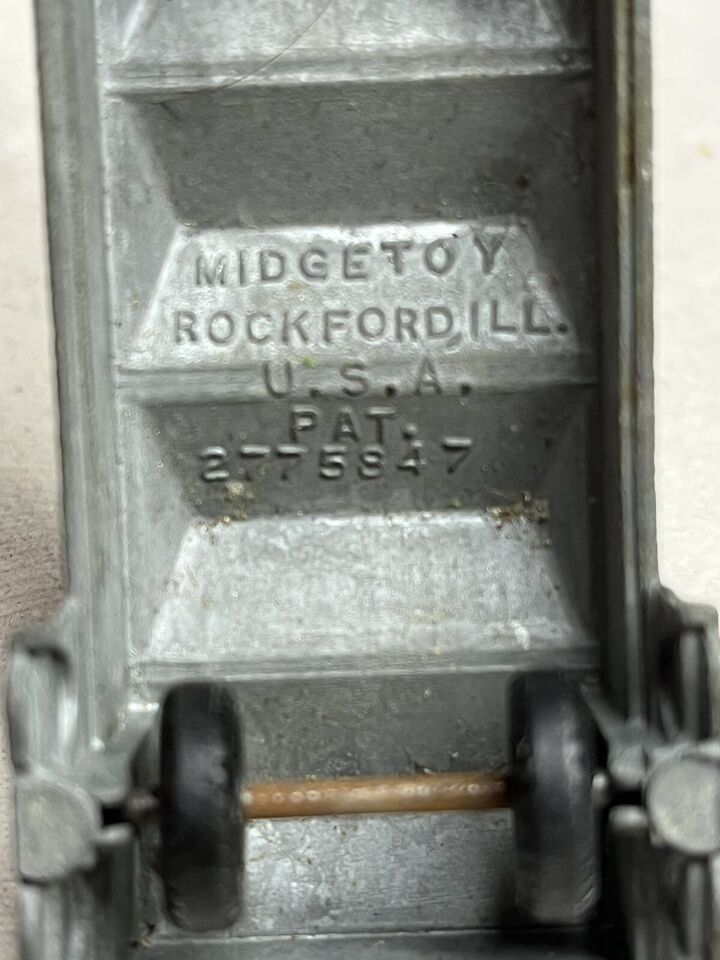 MIDGETOY
ROCKFORD, ILL.
U.S.A.
PAT.
2775847